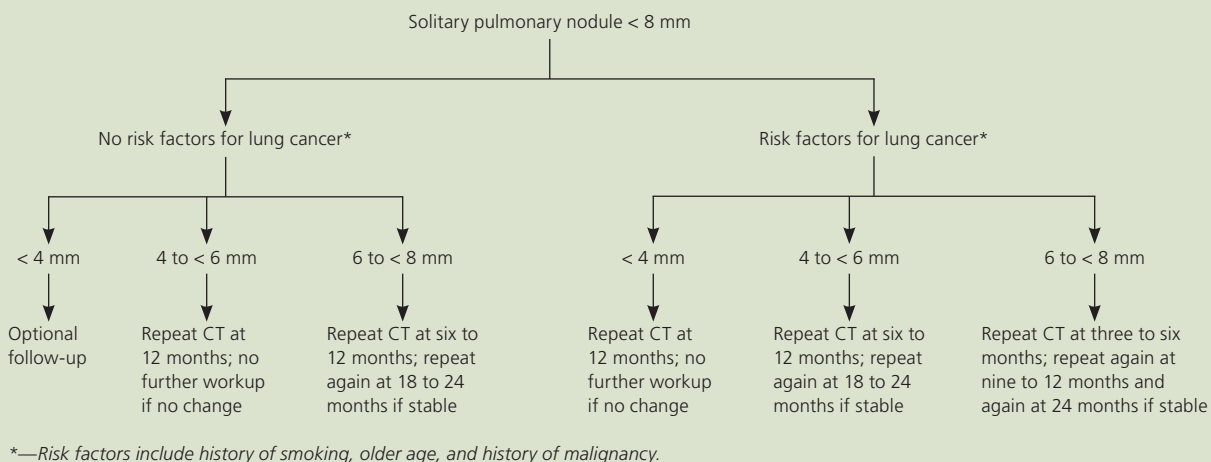 Solitary pulmonary nodule < 8 mm
No risk factors for lung cancer*
Risk factors for lung cancer*
< 4 mm
4 to < 6 mm
6 to < 8 mm
< 4 mm
4 to < 6 mm
6 to < 8 mm
Optional
follow-up
Repeat CT at
12 months; no
further workup
if no change
Repeat CT at six to
12 months; repeat
again at 18 to 24
months if stable
Repeat CT at
12 months; no
further workup
if no change
Repeat CT at six to
12 months; repeat
again at 18 to 24
months if stable
Repeat CT at three to six
months; repeat again at
nine to 12 months and
again at 24 months if stable
*—Risk factors include history of smoking, older age, and history of malignancy.